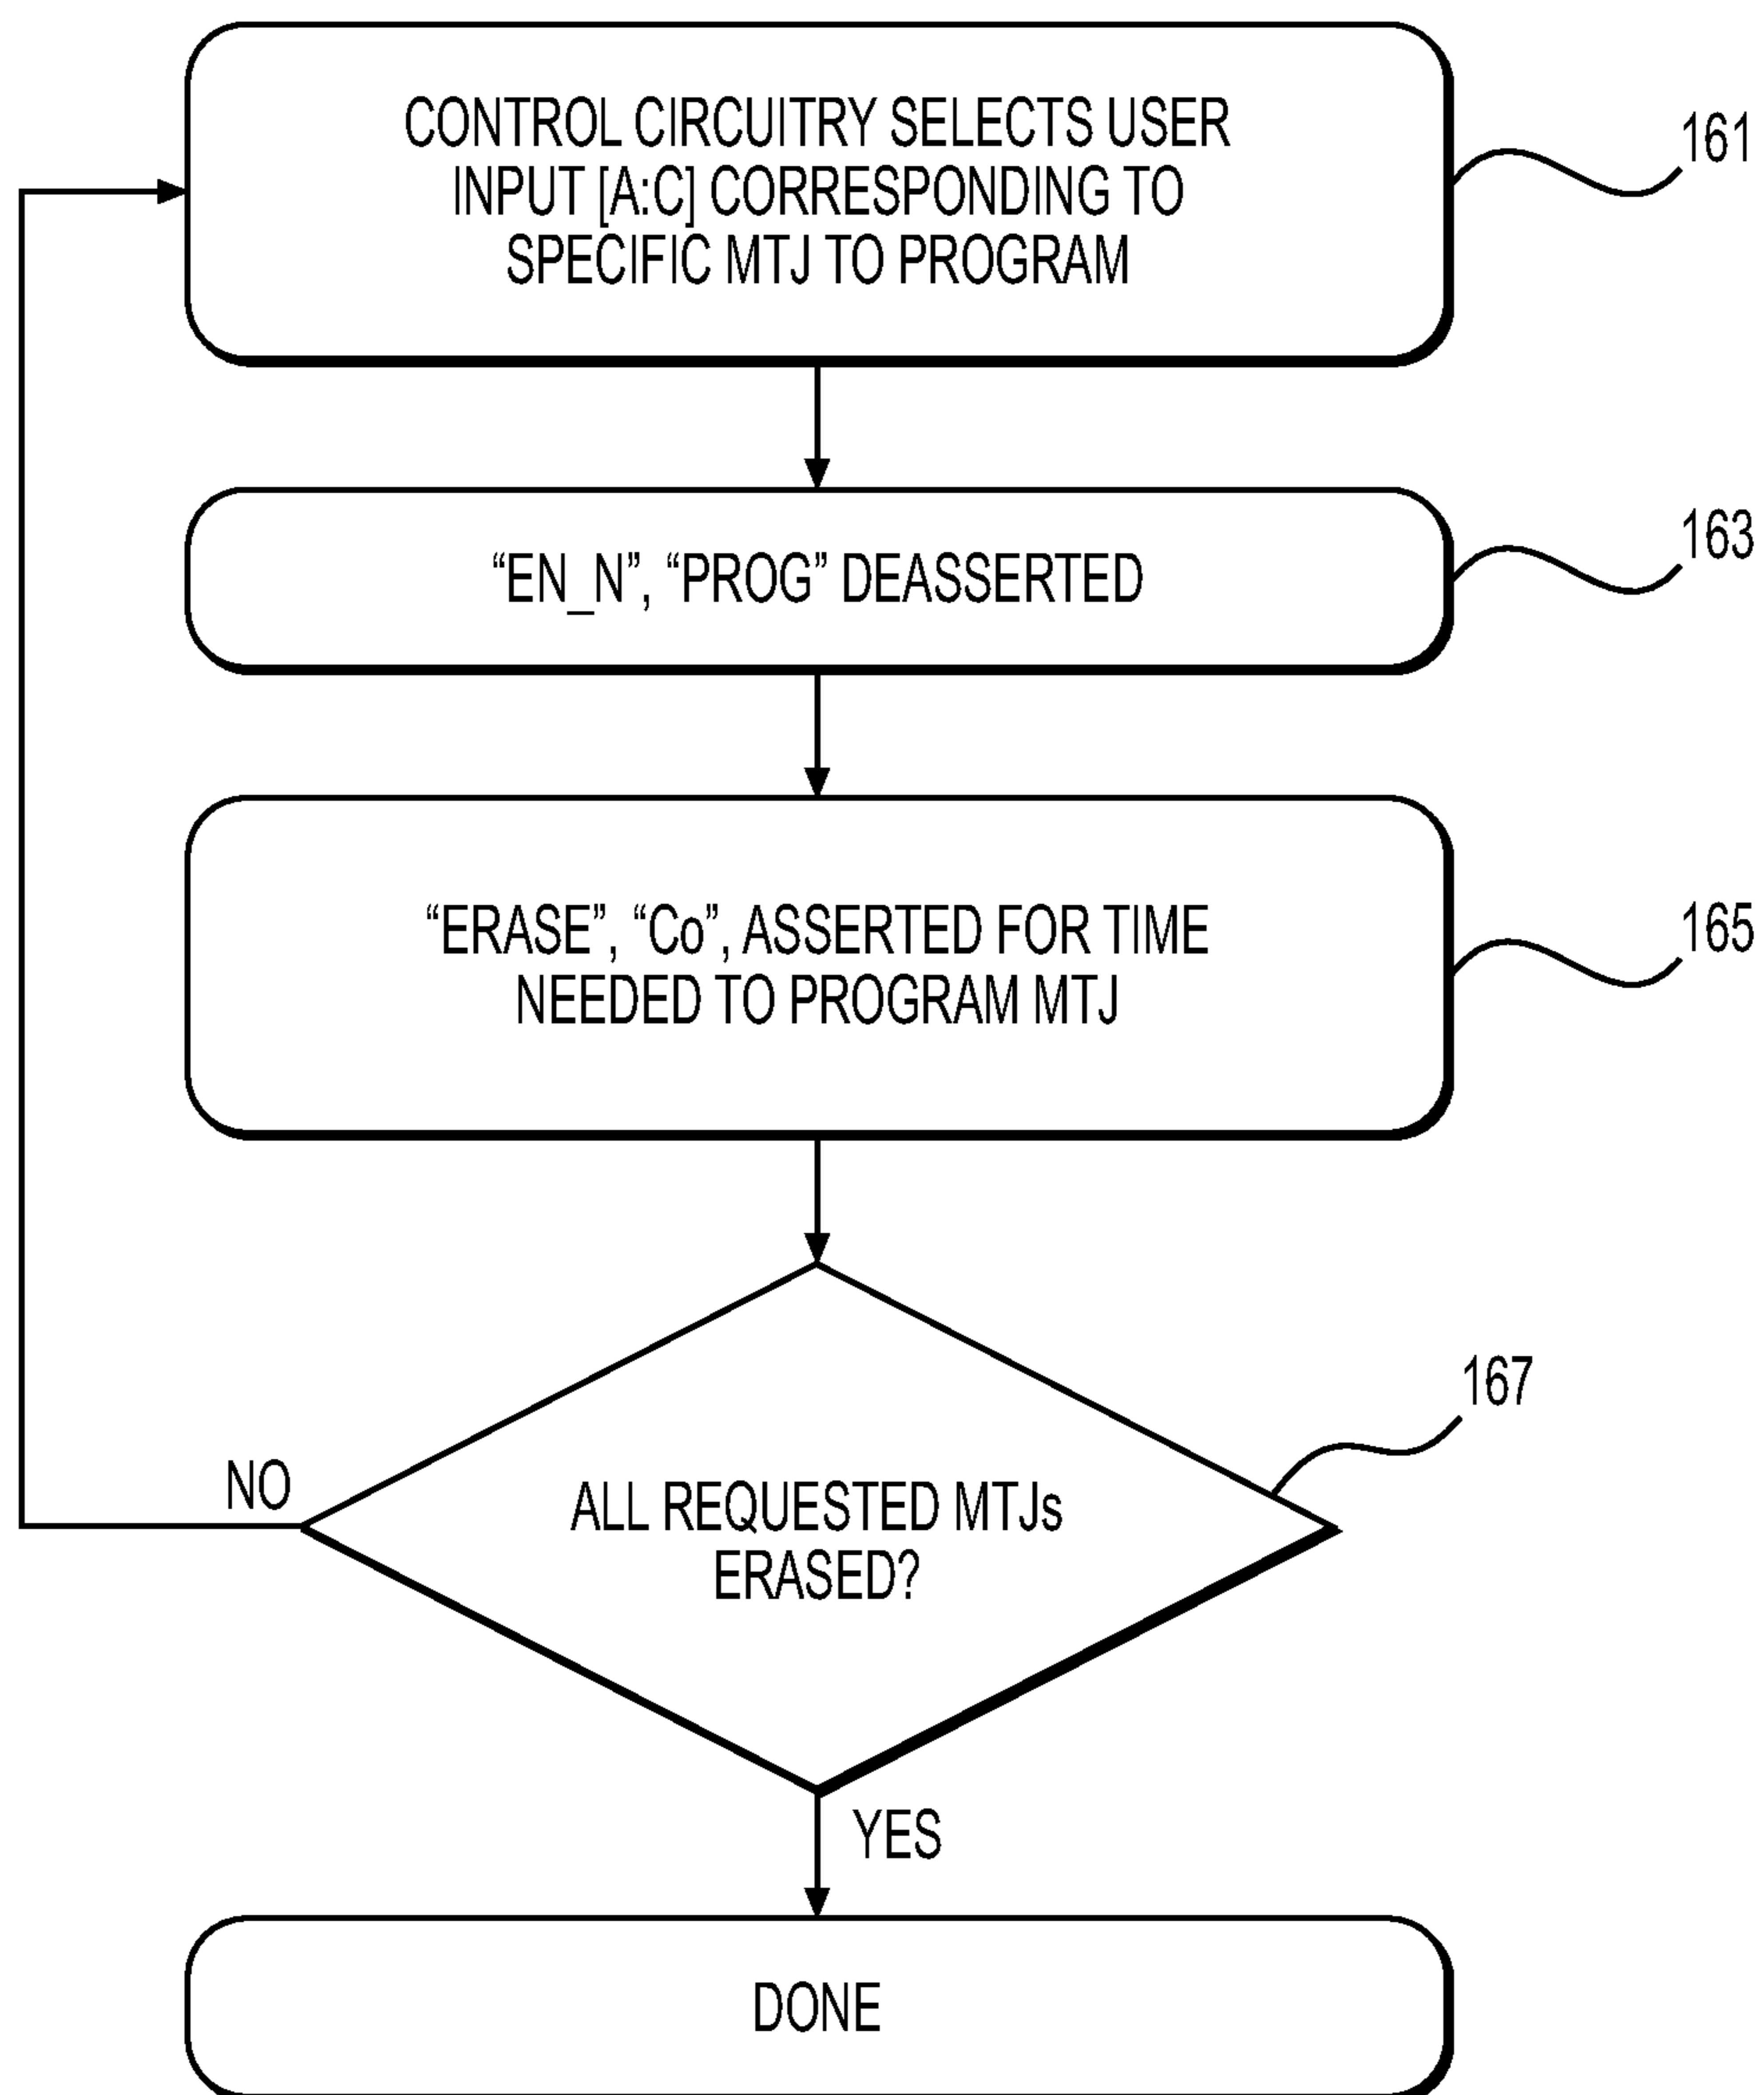 CONTROL CIRCUITRY SELECTS USER
INPUT [A:C] CORRESPONDING TO
SPECIFIC MTJ TO PROGRAM
161
“EN_N”, “PROG” DEASSERTED
163
“ERASE”, “Co”, ASSERTED FOR TIME
NEEDED TO PROGRAM MTJ
165
167
NO
ALL REQUESTED MTJs
ERASED?
YES
DONE